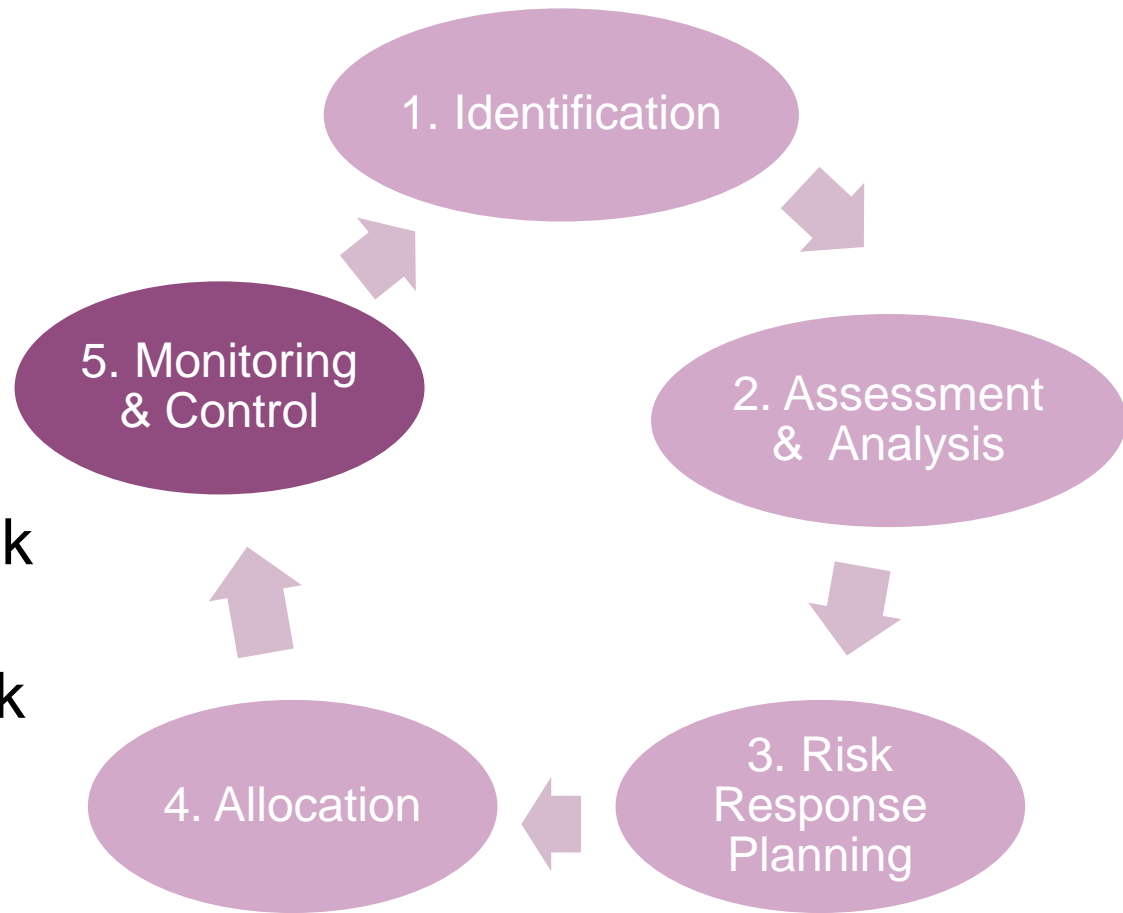 1. Identification
2. Assessment
& Analysis
3. Risk
Response
Planning
4. Allocation
5. Monitoring
& Control
k
k